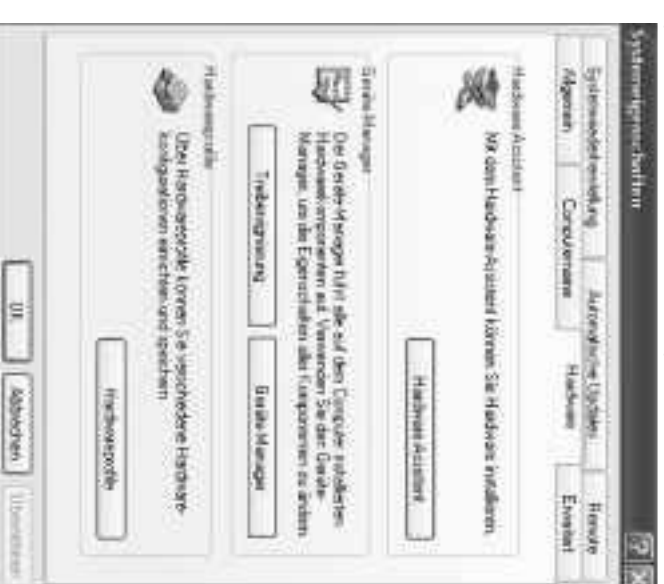 Systemeigenschaften
Systemwiederherstellung Automatische Updates Remote
Allgemein Computername Hardware Erweitert
Hardware-Assistent
Mit dem Hardware-Assistent können Sie Hardware installieren.
Hardware-Assistent
Geräte-Manager
Der Geräte-Manager führt alle auf dem Computer installierten
Hardwarekomponenten auf. Verwenden Sie den Geräte-
Manager, um die Eigenschaften aller Komponenten zu ändern.
Treibersignierung Geräte-Manager
Hardwareprofile
Über Hardwareprofile können Sie verschiedene Hardware-
konfigurationen einrichten und speichern.
Hardwareprofile
OK Abbrechen Übernehmen